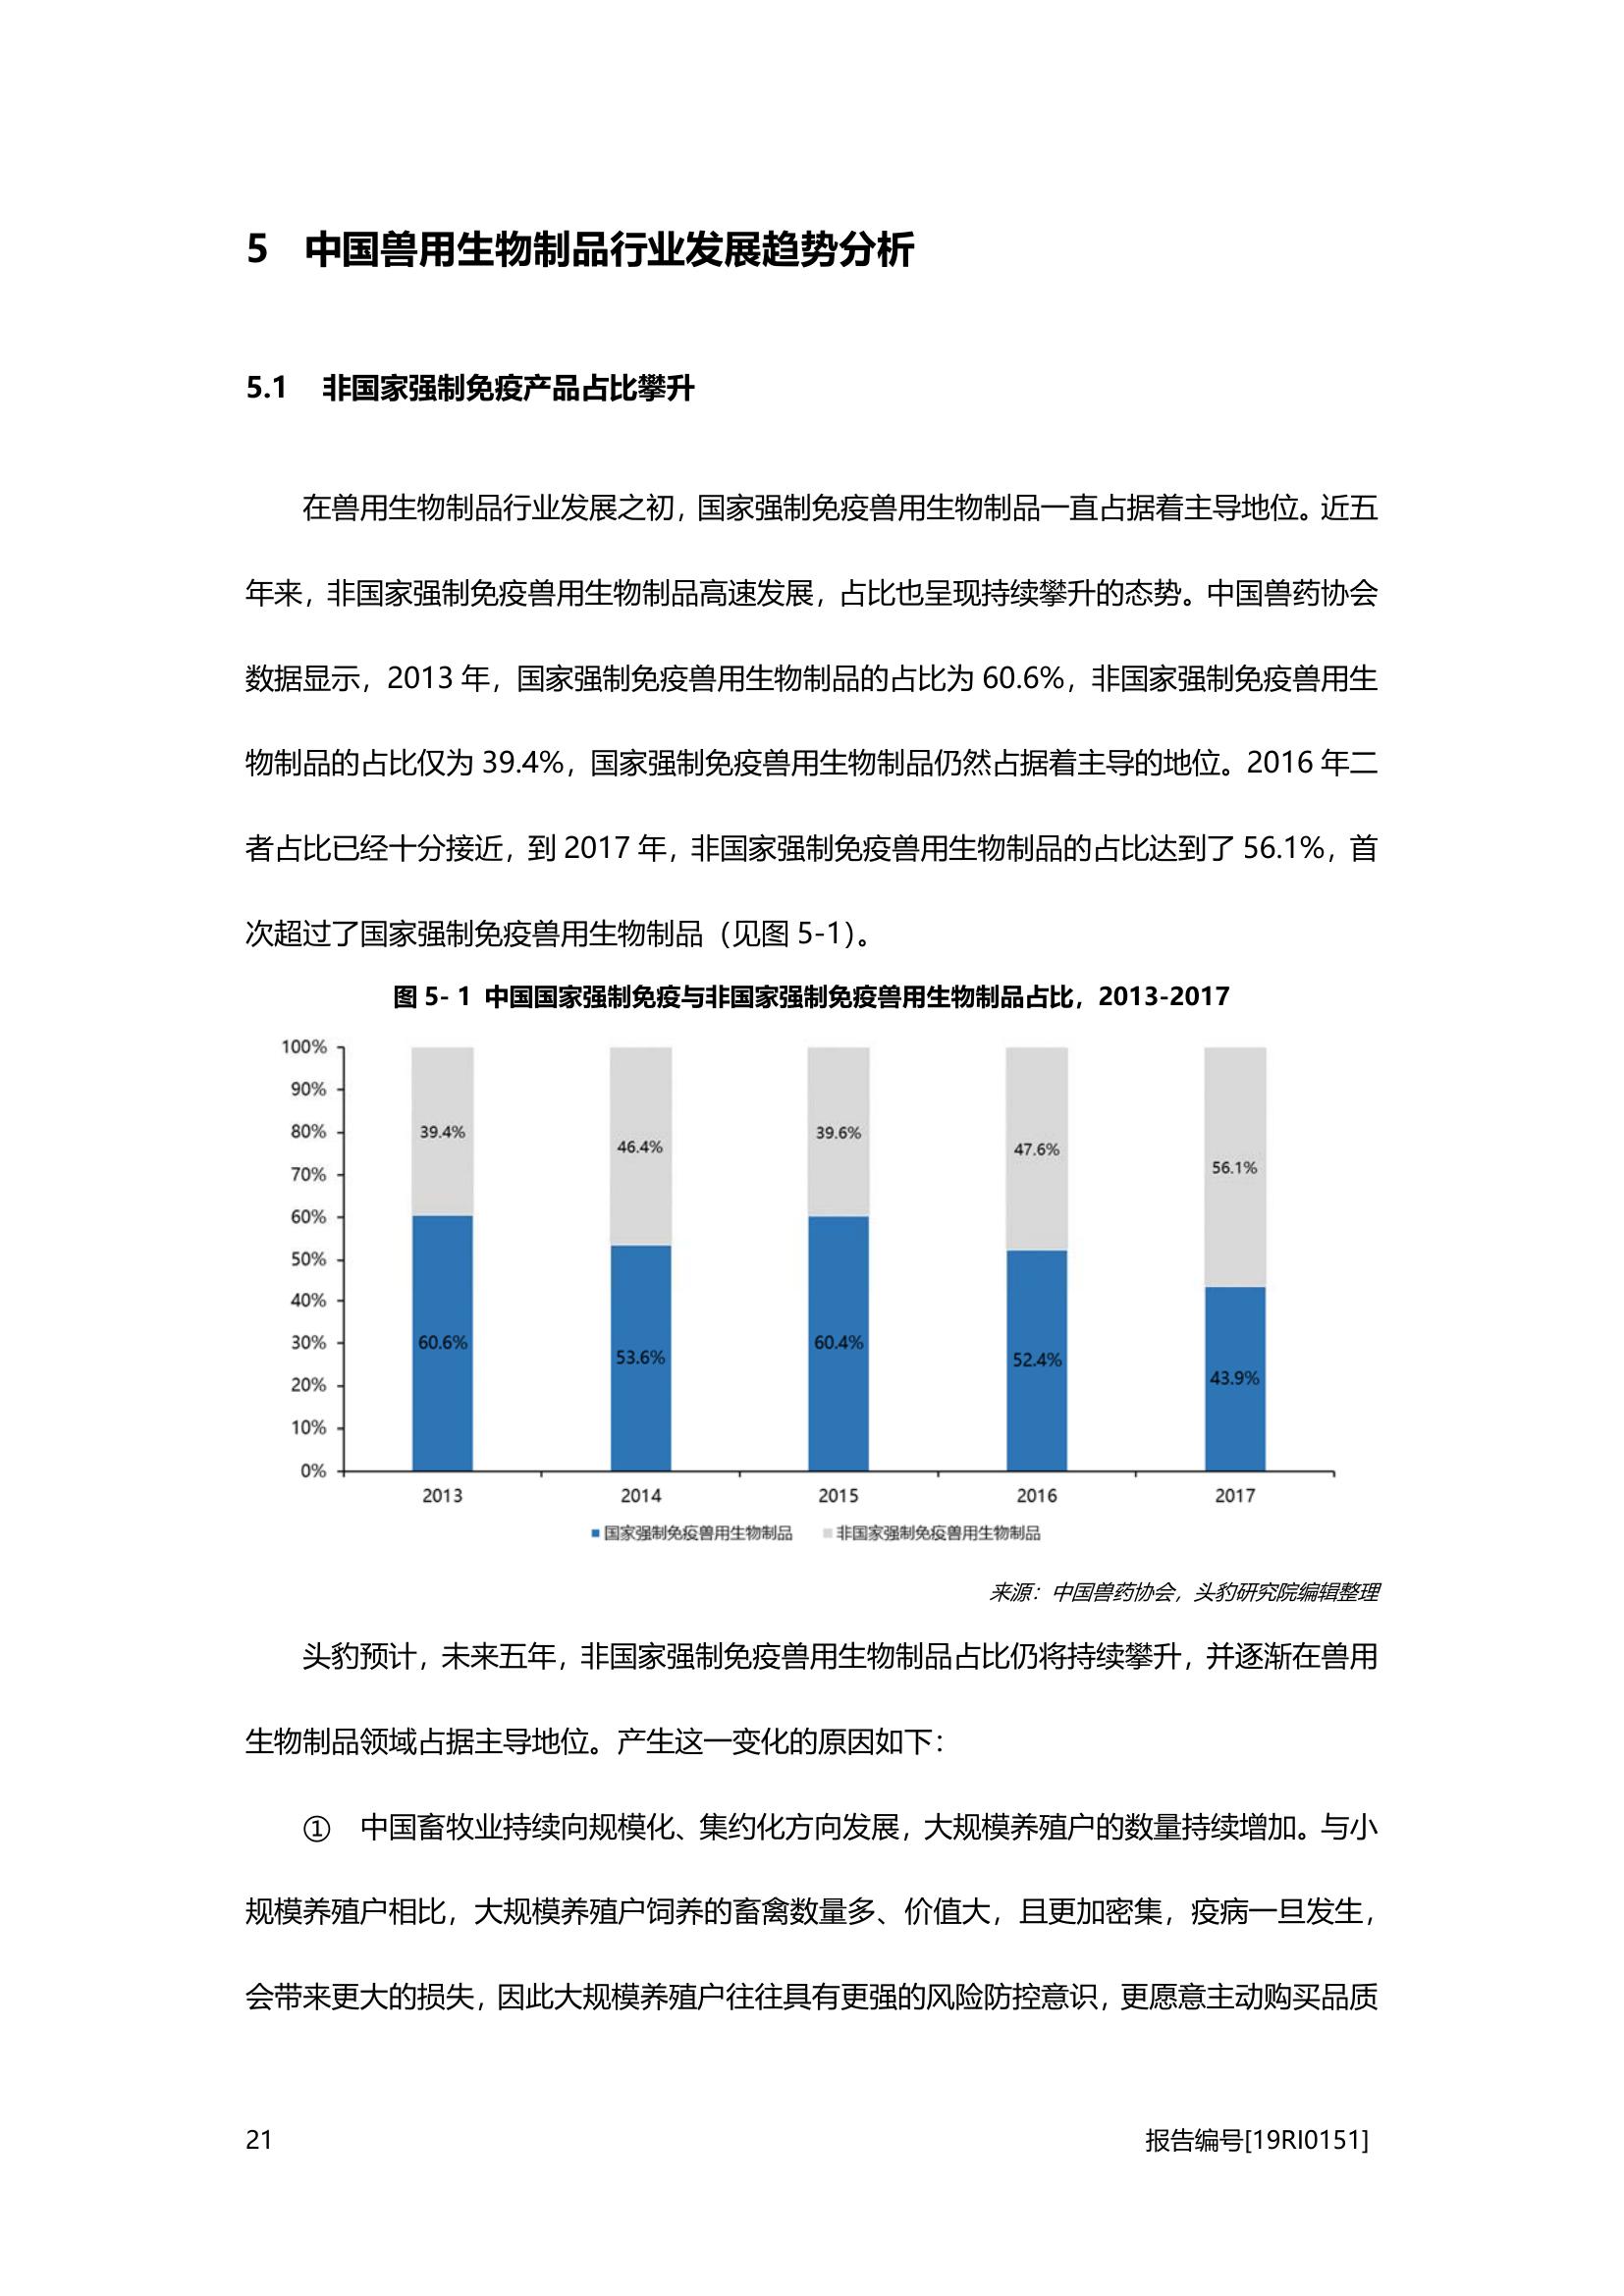 5 中国兽用生物制品行业发展趋势分析
5.1 非国家强制免疫产品占比攀升
在兽用生物制品行业发展之初，国家强制免疫兽用生物制品一直占据着主导地位。近五
年来，非国家强制免疫兽用生物制品高速发展，占比也呈现持续攀升的态势。中国兽药协会
数据显示，2013 年，国家强制免疫兽用生物制品的占比为 60.6%，非国家强制免疫兽用生
物制品的占比仅为 39.4%，国家强制免疫兽用生物制品仍然占据着主导的地位。2016 年二
者占比已经十分接近，到 2017 年，非国家强制免疫兽用生物制品的占比达到了 56.1%，首
次超过了国家强制免疫兽用生物制品（见图 5-1）。
图 5- 1 中国国家强制免疫与非国家强制免疫兽用生物制品占比，2013-2017
100%
90%
80%
70%
60%
50%
40%
30%
20%
10%
0%
39.4%
46.4%
39.6%
47.6%
56.1%
60.6%
53.6%
60.4%
52.4%
43.9%
2013
2014
2015
2016
2017
国家强制免疫兽用生物制品
非国家强制免疫兽用生物制品
来源：中国兽药协会，头豹研究院编辑整理
头豹预计，未来五年，非国家强制免疫兽用生物制品占比仍将持续攀升，并逐渐在兽用
生物制品领域占据主导地位。产生这一变化的原因如下：
① 中国畜牧业持续向规模化、集约化方向发展，大规模养殖户的数量持续增加。与小
规模养殖户相比，大规模养殖户饲养的畜禽数量多、价值大，且更加密集，疫病一旦发生，
会带来更大的损失，因此大规模养殖户往往具有更强的风险防控意识，更愿意主动购买品质
21
报告编号[19RI0151]